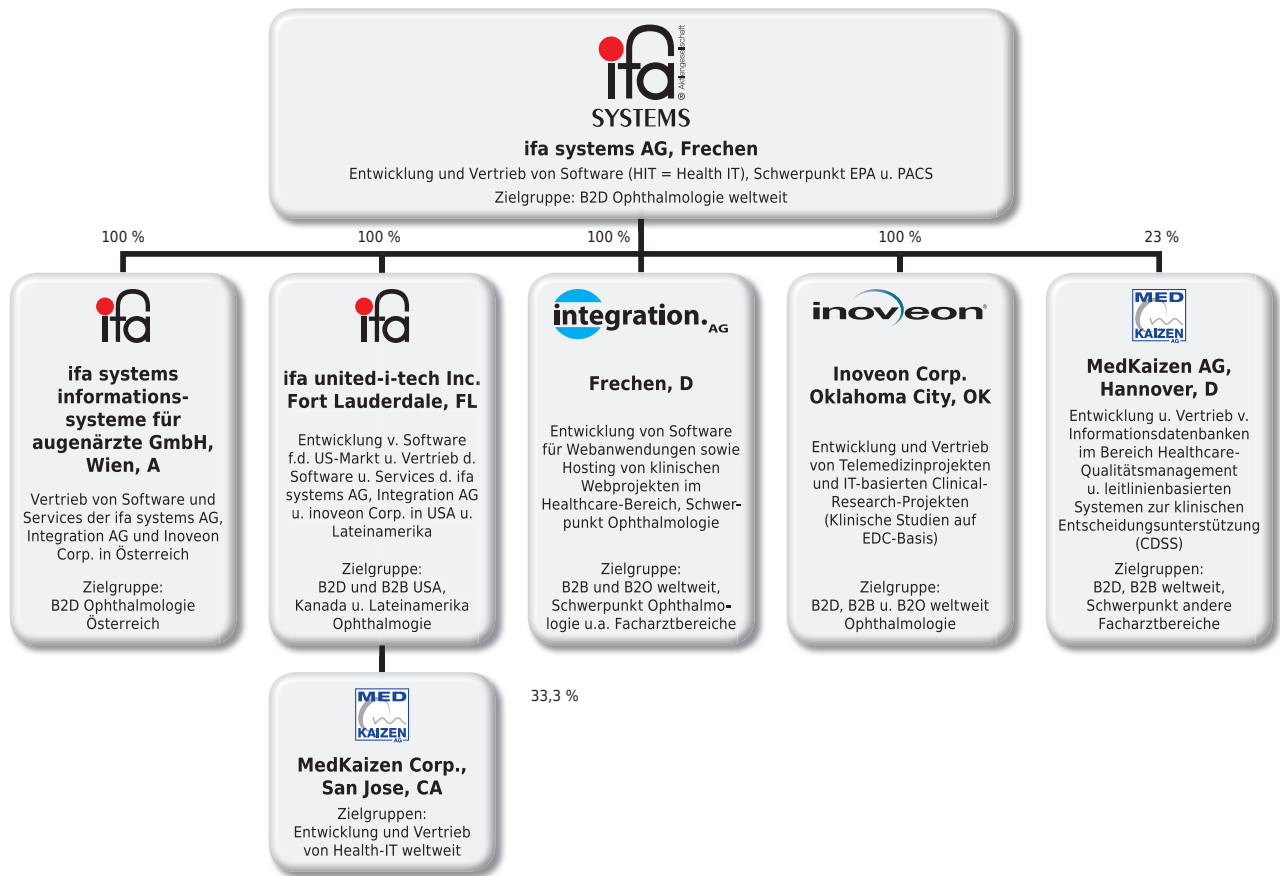 ifa
® Aktiengesellschaft
SYSTEMS
ifa systems AG, Frechen
Entwicklung und Vertrieb von Software (HIT = Health IT), Schwerpunkt EPA u. PACS
Zielgruppe: B2D Ophthalmologie weltweit
100 %
100 %
100 %
100 %
23 %
ifa
ifa systems
informations-
systeme für
augenärzte GmbH,
Wien, A
Vertrieb von Software und
Services der ifa systems AG,
Integration AG und Inoveon
Corp. in Österreich
Zielgruppe:
B2D Ophthalmologie
Österreich
ifa
ifa united-i-tech Inc.
Fort Lauderdale, FL
Entwicklung v. Software
f.d. US-Markt u. Vertrieb d.
Software u. Services d. ifa
systems AG, Integration AG
u. inoveon Corp. in USA u.
Lateinamerika
Zielgruppe:
B2D und B2B USA,
Kanada u. Lateinamerika
Ophthalmogie
integration.AG
Frechen, D
Entwicklung von Software
für Webanwendungen sowie
Hosting von klinischen
Webprojekten im
Healthcare-Bereich, Schwer-
punkt Ophthalmologie
Zielgruppe:
B2B und B2O weltweit,
Schwerpunkt Ophthalmo-
logie u.a. Facharztbereiche
inoveon®
Inoveon Corp.
Oklahoma City, OK
Entwicklung und Vertrieb
von Telemedizinprojekten
und IT-basierten Clinical-
Research-Projekten
(Klinische Studien auf
EDC-Basis)
Zielgruppe:
B2D, B2B u. B2O weltweit
Ophthalmologie
MED
KAIZEN
AG
MedKaizen AG,
Hannover, D
Entwicklung u. Vertrieb v.
Informationsdatenbanken
im Bereich Healthcare-
Qualitätsmanagement
u. leitlinienbasierten
Systemen zur klinischen
Entscheidungsunterstützung
(CDSS)
Zielgruppen:
B2D, B2B weltweit,
Schwerpunkt andere
Facharztbereiche
33,3 %
MED
KAIZEN
AG
MedKaizen Corp.,
San Jose, CA
Zielgruppen:
Entwicklung und Vertrieb
von Health-IT weltweit